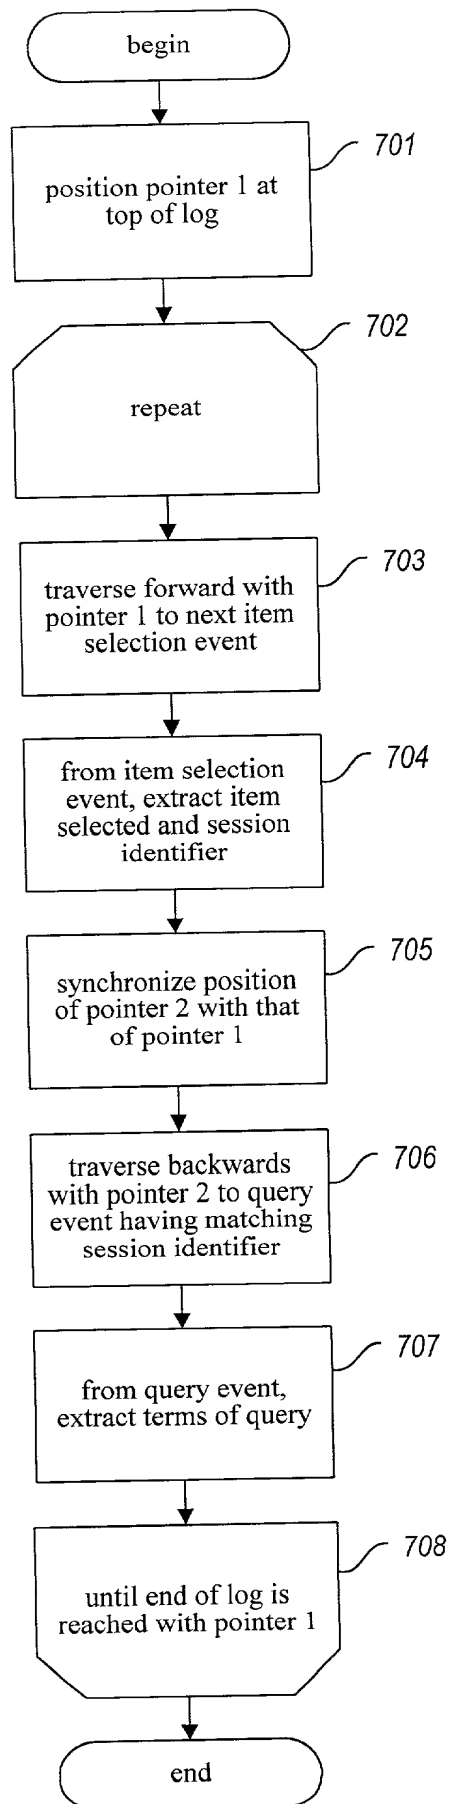 begin
701
position pointer 1 at
top of log
702
repeat
703
traverse forward with
pointer 1 to next item
selection event
704
from item selection
event, extract item
selected and session
identifier
705
synchronize position
of pointer 2 with that
of pointer 1
706
traverse backwards
with pointer 2 to query
event having matching
session identifier
707
from query event,
extract terms of query
708
until end of log is
reached with pointer 1
end